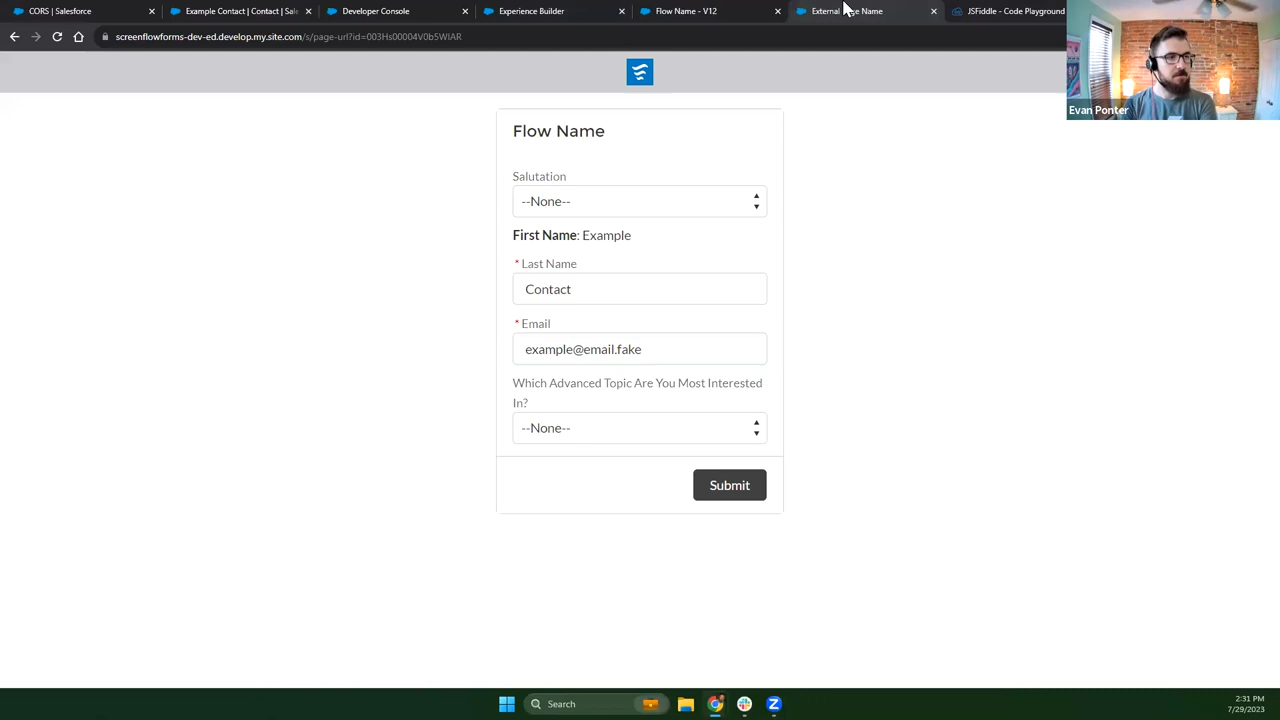 CORS | Salesforce
Example Contact | Contact | Sal
Developer Console
Experience Builder
Flow Name - V12
JSFiddle - Code Playground
screenflowforms-dev-ed.develop.my.site.com/s/page-url?id=003Hs00004V0b5WIAR
Evan Ponter
Flow Name
Salutation
--None--
First Name: Example
* Last Name
Contact
* Email
example@email.fake
Which Advanced Topic Are You Most Interested
In?
--None--
Submit
Search
2:31 PM
7/29/2023